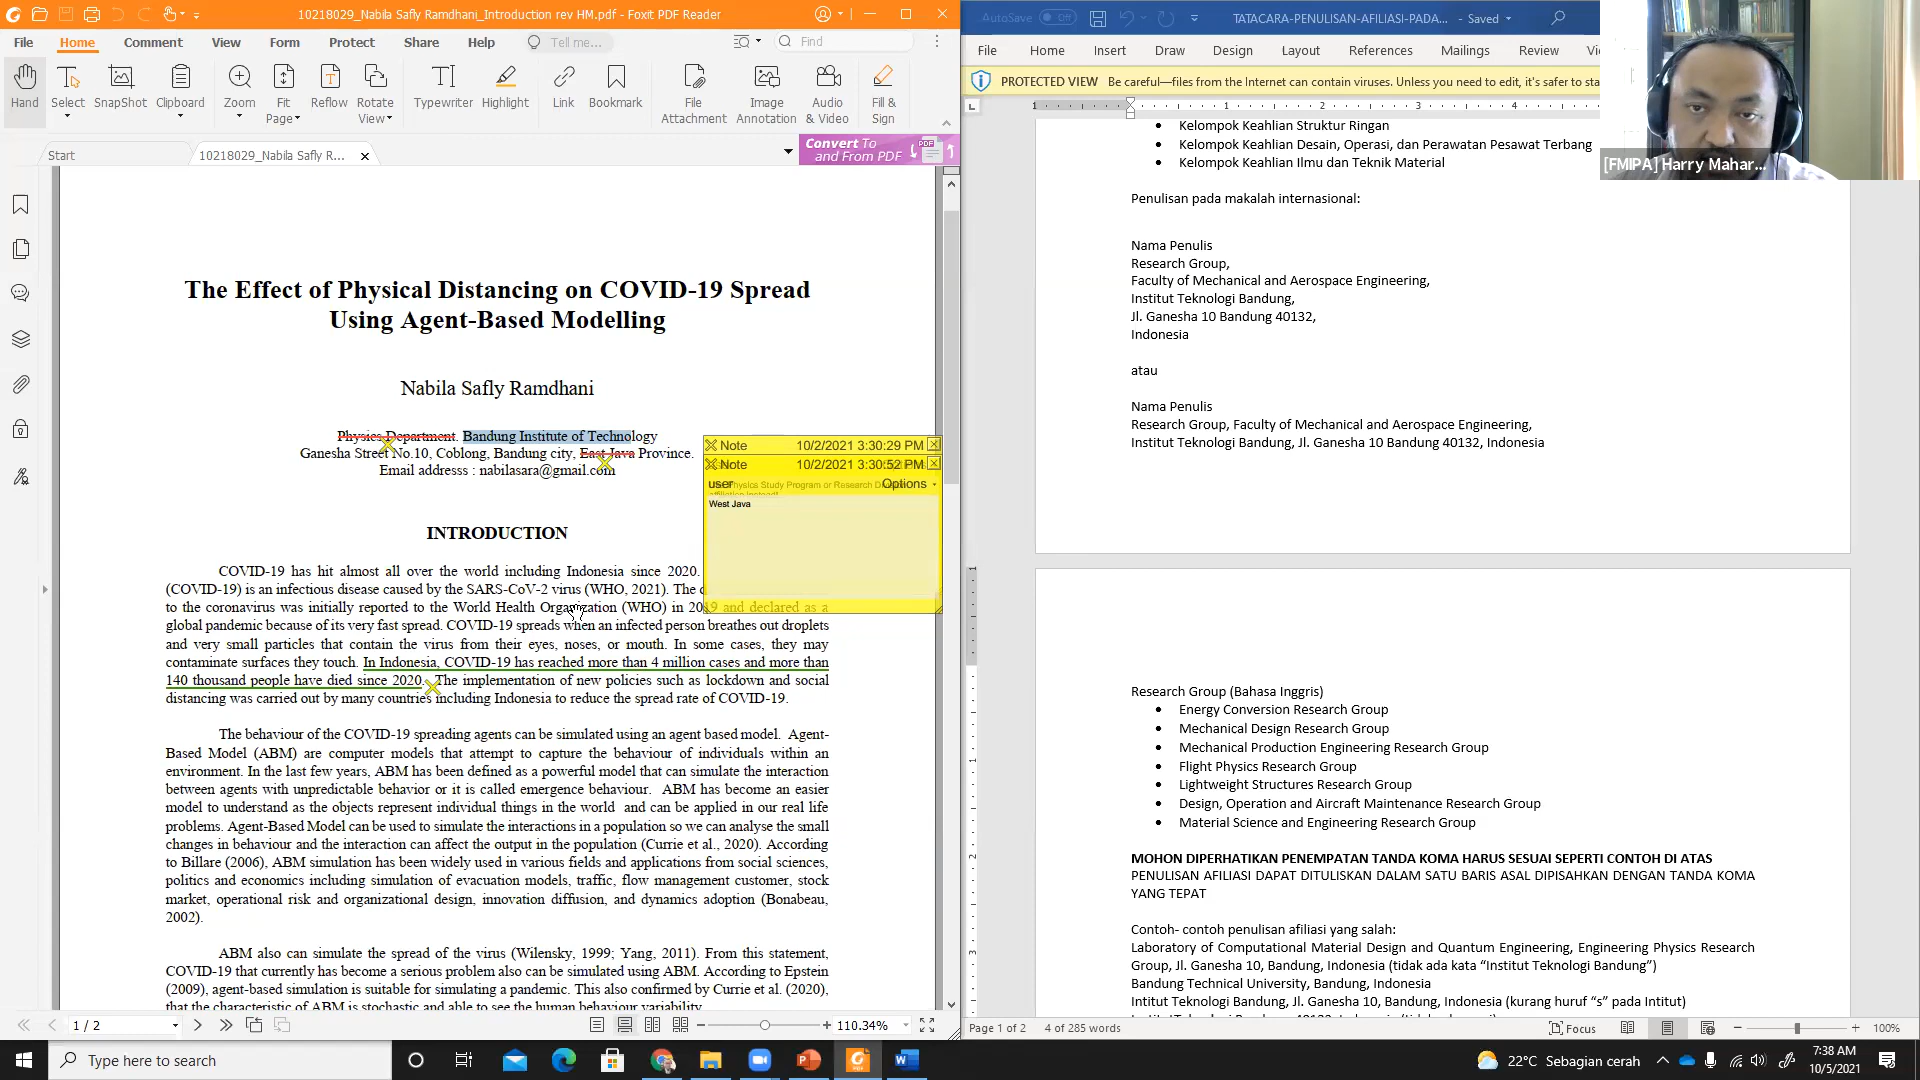 10218029_Nabila Safly Ramdhani_Introduction rev HM.pdf - Foxit PDF Reader
File Home Comment View Form Protect Share Help Tell me... Find
Hand Select SnapShot Clipboard Zoom Fit Page Reflow Rotate View Typewriter Highlight Link Bookmark File Attachment Image Annotation Audio & Video Fill & Sign
Start 10218029_Nabila Safly R... Convert To and From PDF PDF
The Effect of Physical Distancing on COVID-19 Spread
Using Agent-Based Modelling
Nabila Safly Ramdhani
Physics Department. Bandung Institute of Technology
Ganesha Street No.10, Coblong, Bandung city, East Java Province.
Email addresss : nabilasara@gmail.com
Note 10/2/2021 3:30:29 PM
Note 10/2/2021 3:30:52 PM
user Options
West Java
INTRODUCTION
COVID-19 has hit almost all over the world including Indonesia since 2020.
(COVID-19) is an infectious disease caused by the SARS-CoV-2 virus (WHO, 2021). The
to the coronavirus was initially reported to the World Health Organization (WHO) in 2019 and declared as a
global pandemic because of its very fast spread. COVID-19 spreads when an infected person breathes out droplets
and very small particles that contain the virus from their eyes, noses, or mouth. In some cases, they may
contaminate surfaces they touch. In Indonesia, COVID-19 has reached more than 4 million cases and more than
140 thousand people have died since 2020. The implementation of new policies such as lockdown and social
distancing was carried out by many countries including Indonesia to reduce the spread rate of COVID-19.
The behaviour of the COVID-19 spreading agents can be simulated using an agent based model. Agent-
Based Model (ABM) are computer models that attempt to capture the behaviour of individuals within an
environment. In the last few years, ABM has been defined as a powerful model that can simulate the interaction
between agents with unpredictable behavior or it is called emergence behaviour. ABM has become an easier
model to understand as the objects represent individual things in the world and can be applied in our real life
problems. Agent-Based Model can be used to simulate the interactions in a population so we can analyse the small
changes in behaviour and the interaction can affect the output in the population (Currie et al., 2020). According
to Billare (2006), ABM simulation has been widely used in various fields and applications from social sciences,
politics and economics including simulation of evacuation models, traffic, flow management customer, stock
market, operational risk and organizational design, innovation diffusion, and dynamics adoption (Bonabeau,
2002).
ABM also can simulate the spread of the virus (Wilensky, 1999; Yang, 2011). From this statement,
COVID-19 that currently has become a serious problem also can be simulated using ABM. According to Epstein
(2009), agent-based simulation is suitable for simulating a pandemic. This also confirmed by Currie et al. (2020),
that the characteristic of ABM is stochastic and able to see the human behaviour variability
1 / 2 110.34%
AutoSave Off TATACARA-PENULISAN-AFILIASI-PADA... - Saved
File Home Insert Draw Design Layout References Mailings Review
PROTECTED VIEW Be careful—files from the Internet can contain viruses. Unless you need to edit, it's safer to sta
[FMIPA] Harry Mahar...
1 1 2 3 4
Kelompok Keahlian Struktur Ringan
Kelompok Keahlian Desain, Operasi, dan Perawatan Pesawat Terbang
Kelompok Keahlian Ilmu dan Teknik Material
Penulisan pada makalah internasional:
Nama Penulis
Research Group,
Faculty of Mechanical and Aerospace Engineering,
Institut Teknologi Bandung,
Jl. Ganesha 10 Bandung 40132,
Indonesia
atau
Nama Penulis
Research Group, Faculty of Mechanical and Aerospace Engineering,
Institut Teknologi Bandung, Jl. Ganesha 10 Bandung 40132, Indonesia
Research Group (Bahasa Inggris)
Energy Conversion Research Group
Mechanical Design Research Group
Mechanical Production Engineering Research Group
Flight Physics Research Group
Lightweight Structures Research Group
Design, Operation and Aircraft Maintenance Research Group
Material Science and Engineering Research Group
MOHON DIPERHATIKAN PENEMPATAN TANDA KOMA HARUS SESUAI SEPERTI CONTOH DI ATAS
PENULISAN AFILIASI DAPAT DITULISKAN DALAM SATU BARIS ASAL DIPISAHKAN DENGAN TANDA KOMA
YANG TEPAT
Contoh- contoh penulisan afiliasi yang salah:
Laboratory of Computational Material Design and Quantum Engineering, Engineering Physics Research
Group, Jl. Ganesha 10, Bandung, Indonesia (tidak ada kata “Institut Teknologi Bandung”)
Bandung Technical University, Bandung, Indonesia
Intitut Teknologi Bandung, Jl. Ganesha 10, Bandung, Indonesia (kurang huruf “s” pada Intitut)
Page 1 of 2 4 of 285 words Focus 100%
Type here to search 22°C Sebagian cerah 7:38 AM
10/5/2021